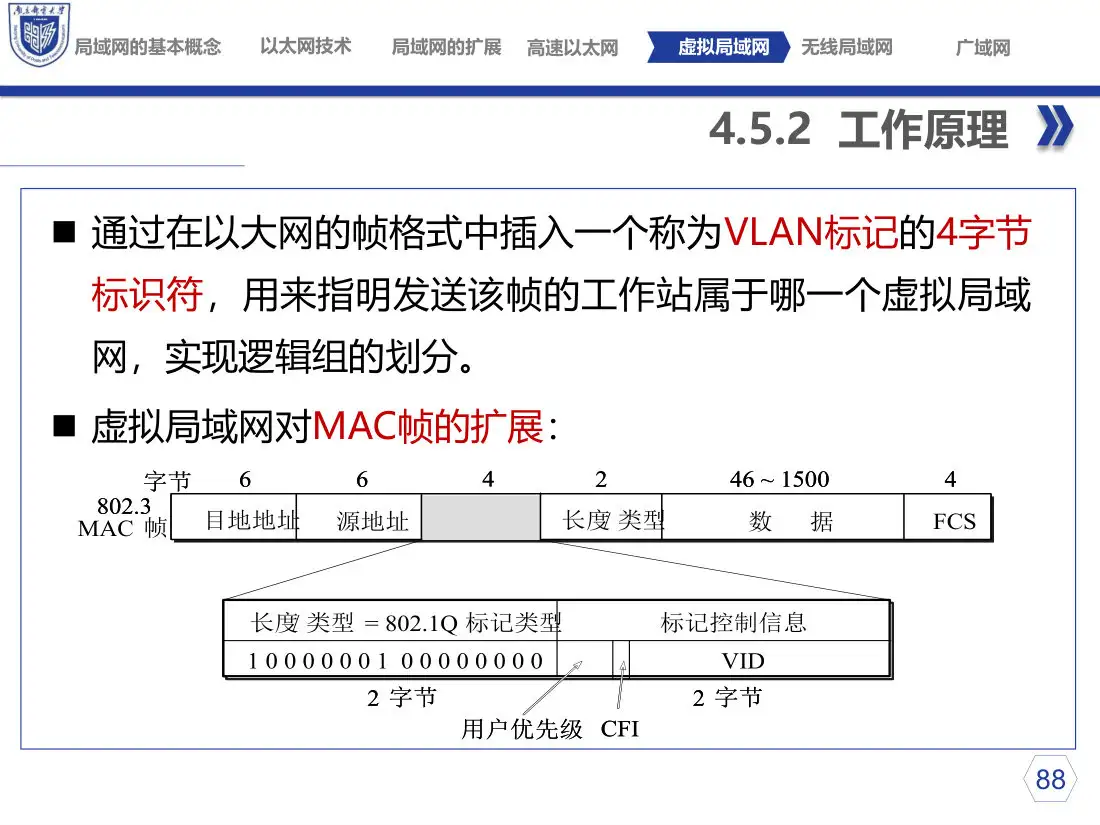 南京邮电大学
局域网的基本概念 以太网技术 局域网的扩展 高速以太网 虚拟局域网 无线局域网 广域网
4.5.2 工作原理
■ 通过在以大网的帧格式中插入一个称为VLAN标记的4字节
标识符，用来指明发送该帧的工作站属于哪一个虚拟局域
网，实现逻辑组的划分。
■ 虚拟局域网对MAC帧的扩展：
字节 6 6 4 2 46 ~ 1500 4
802.3
MAC 帧 目地地址 源地址 长度 类型 数 据 FCS
长度 类型 = 802.1Q 标记类型 标记控制信息
1 0 0 0 0 0 0 1 0 0 0 0 0 0 0 0 VID
2 字节 2 字节
用户优先级 CFI
88